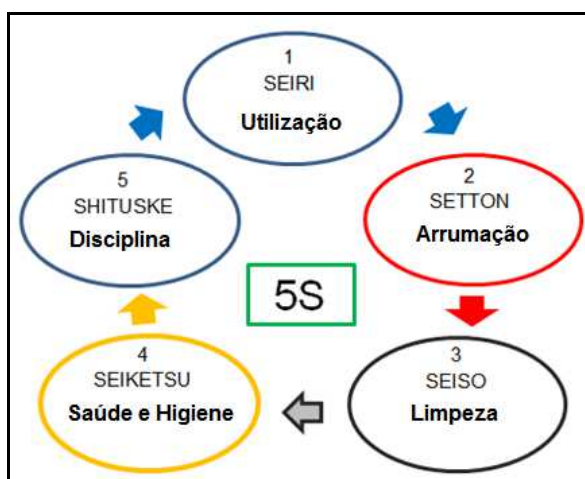 1
SEIRI
Utilização
2
SETTON
Arrumação
3
SEISO
Limpeza
4
SEIKETSU
Saúde e Higiene
5
SHITUSKE
Disciplina
5S